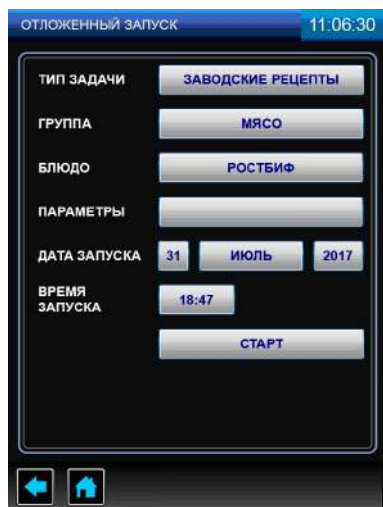 ОТЛОЖЕННЫЙ ЗАПУСК 11:06:30
ТИП ЗАДАЧИ ЗАВОДСКИЕ РЕЦЕПТЫ
ГРУППА МЯСО
БЛЮДО РОСТБИФ
ПАРАМЕТРЫ
ДАТА ЗАПУСКА 31 ИЮЛЬ 2017
ВРЕМЯ
ЗАПУСКА 18:47
СТАРТ